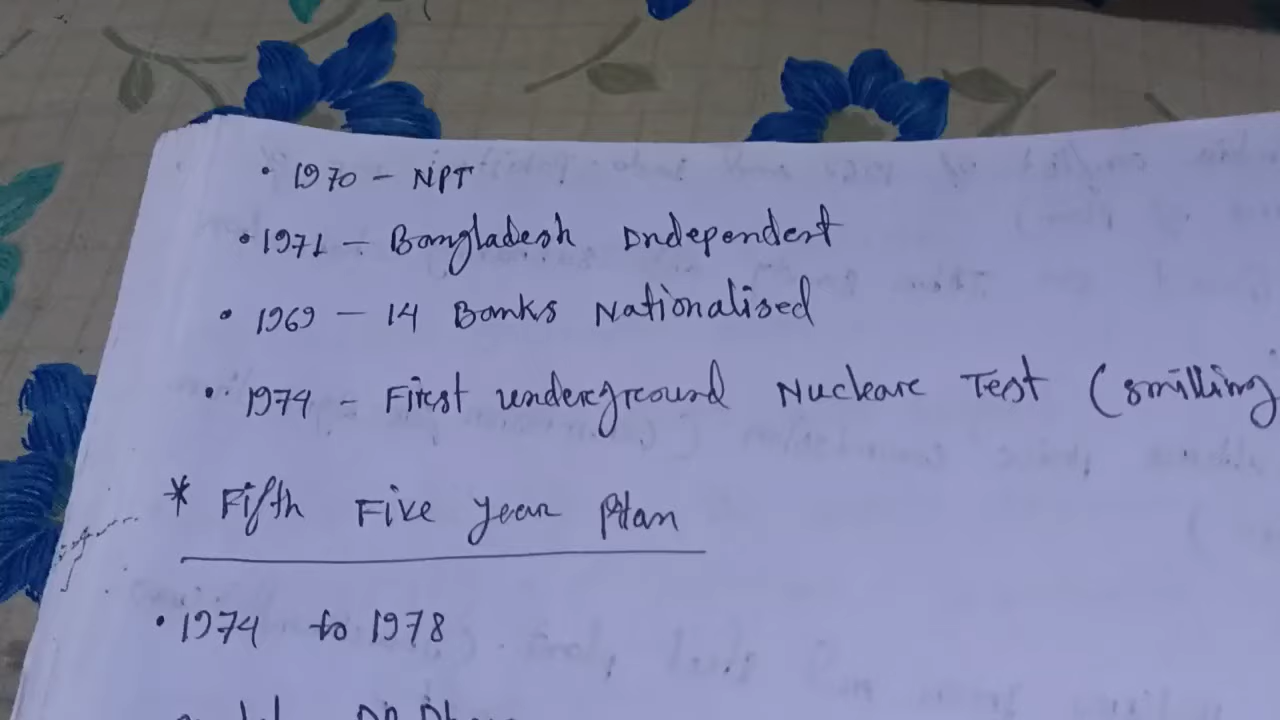 • 1970 - NPT
• 1971 - Bangladesh Independent
• 1969 - 14 Banks Nationalised
• 1974 - First underground Nuclear Test (smilling
* Fifth Five Year Plan
• 1974 to 1978